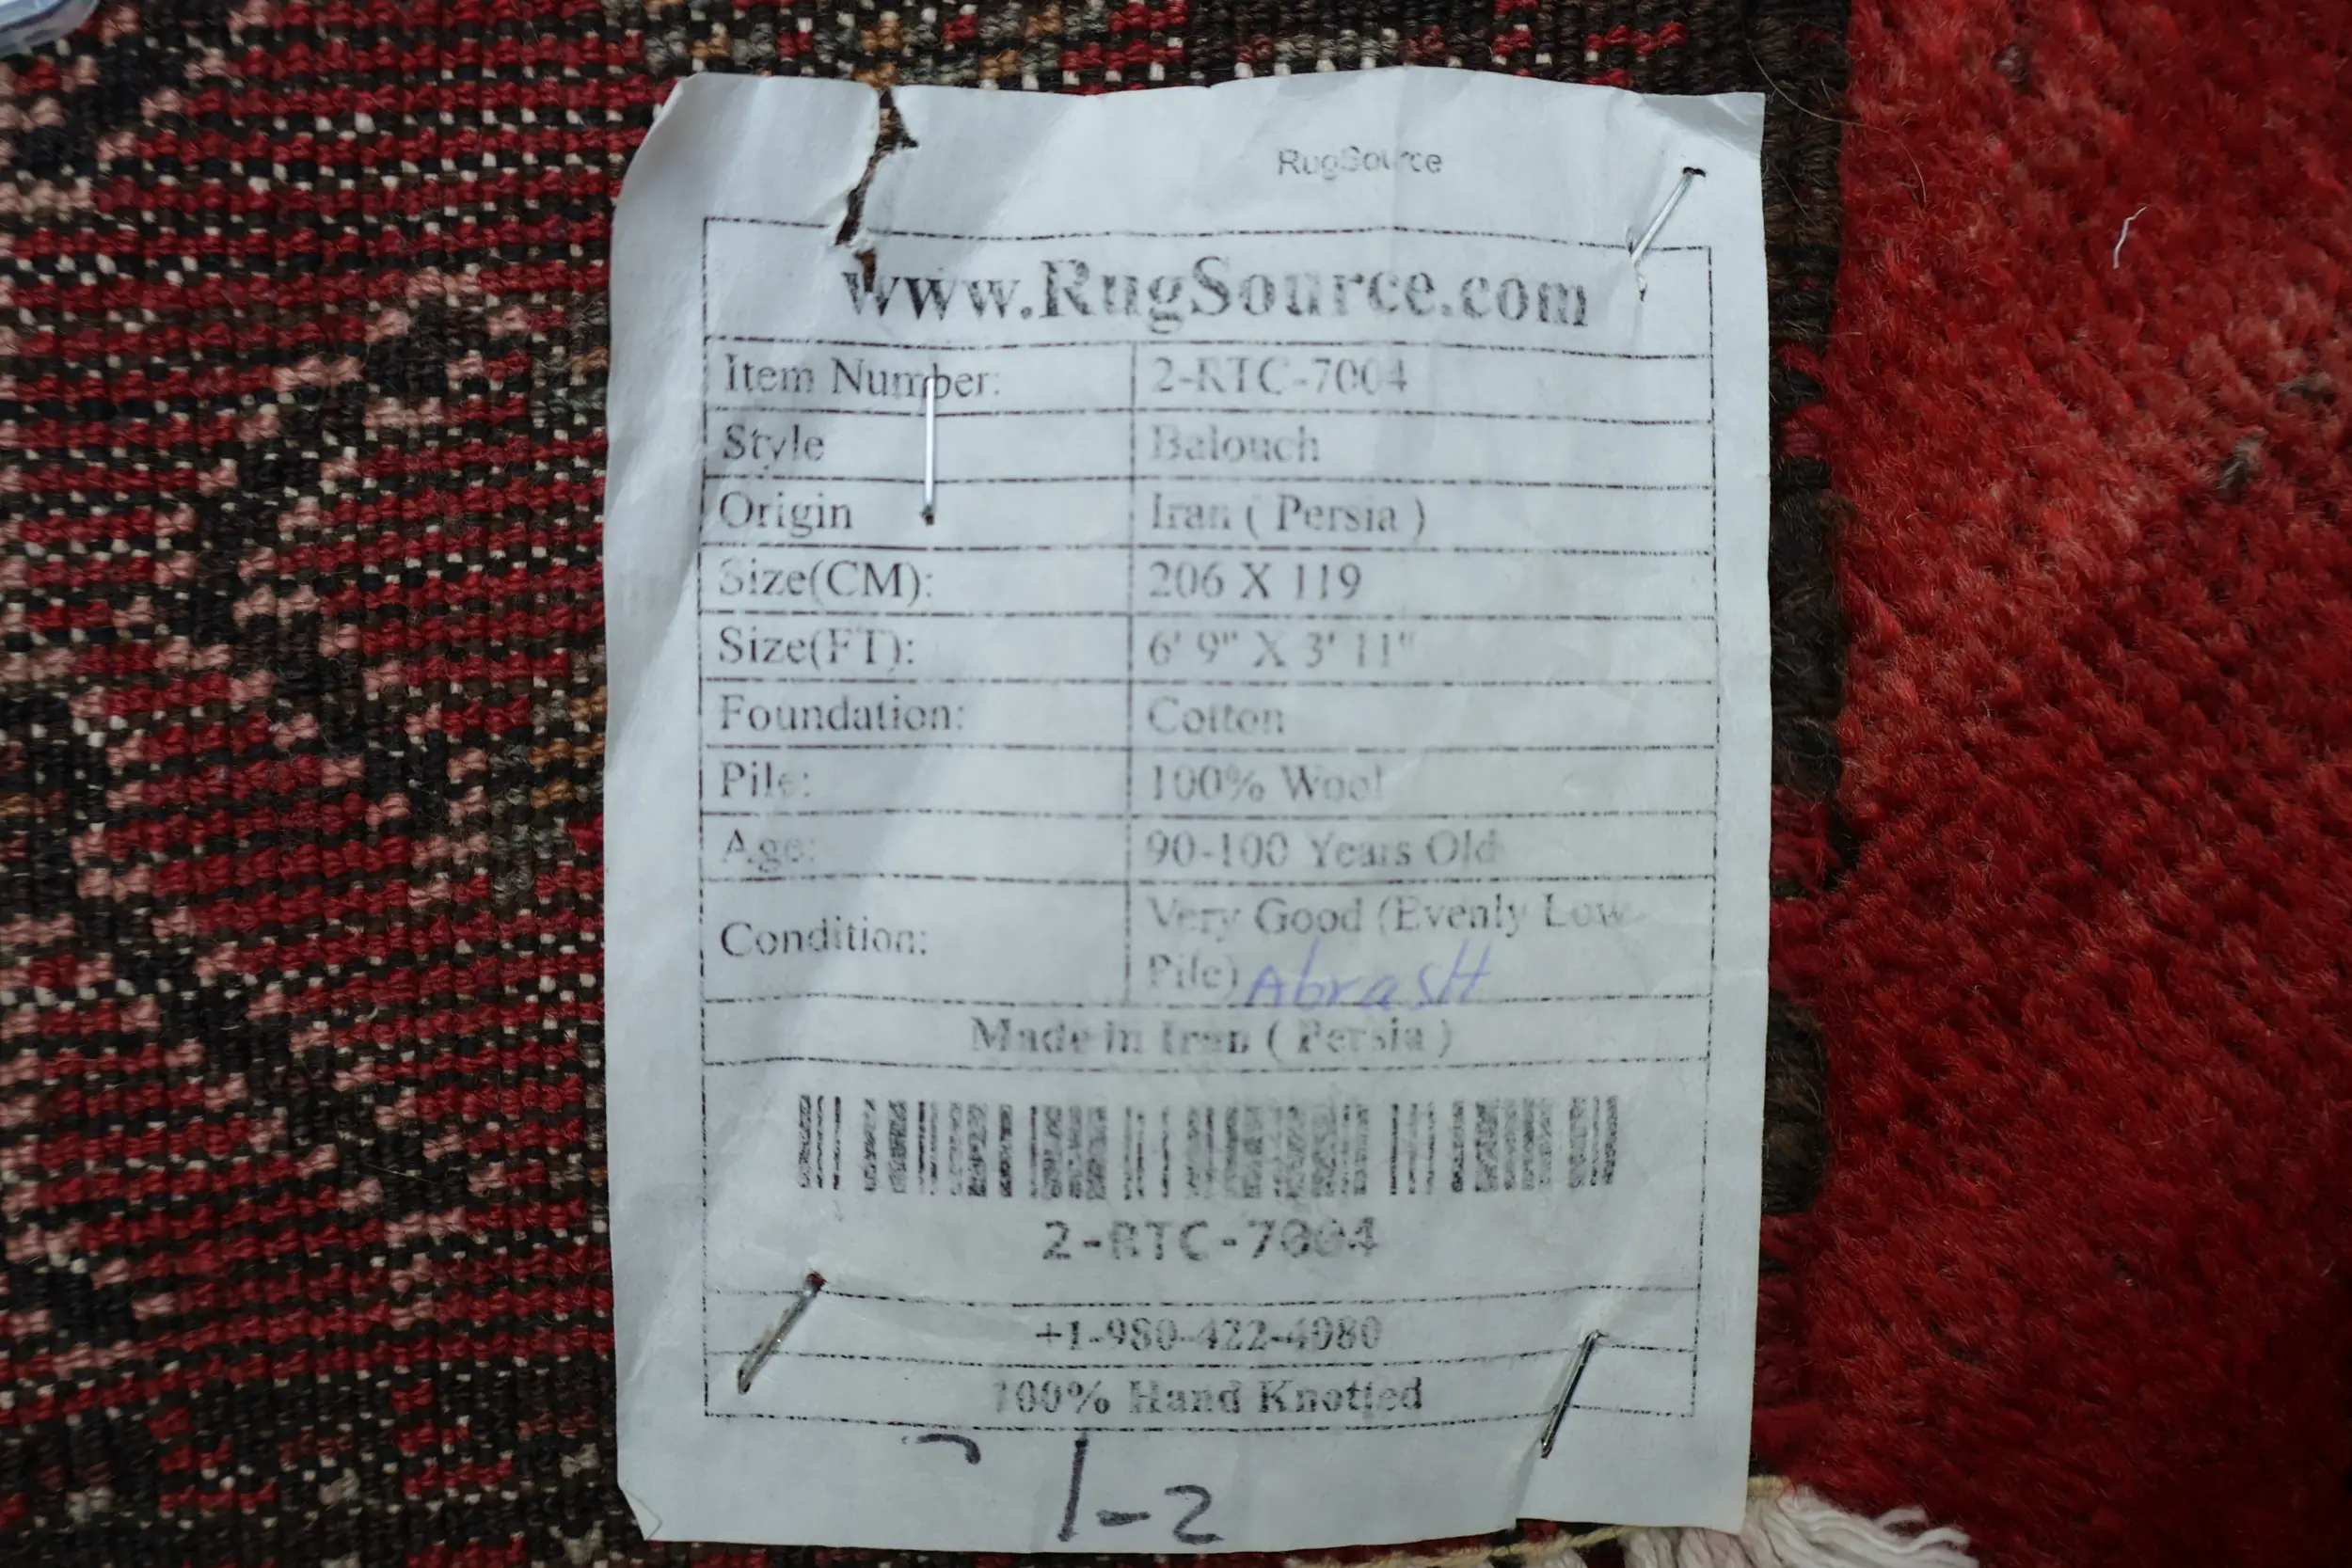 RugSource
www.RugSource.com
Item Number: 2-RTC-7004
Style Balouch
Origin Iran ( Persia )
Size(CM): 206 X 119
Size(FT): 6' 9" X 3' 11"
Foundation: Cotton
Pile: 100% Wool
Age: 90-100 Years Old
Condition: Very Good (Evenly Low
Pile) AbrasH
Made in Iran ( Persia )
2-RTC-7004
+1-980-422-4080
100% Hand Knotted
1-2